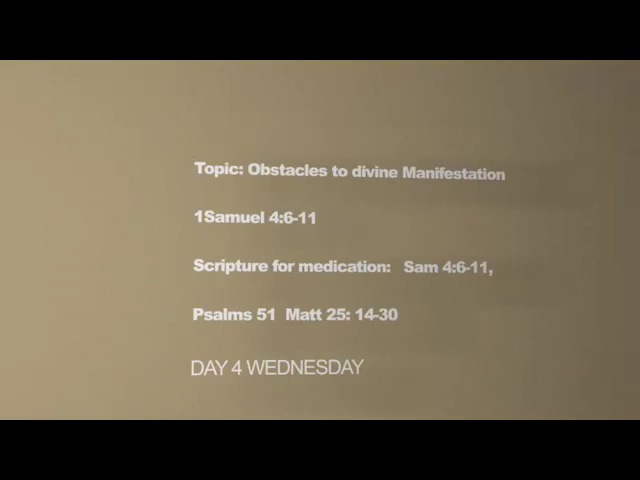 Topic: Obstacles to divine Manifestation
1Samuel 4:6-11
Scripture for medication: Sam 4:6-11,
Psalms 51 Matt 25: 14-30
DAY 4 WEDNESDAY